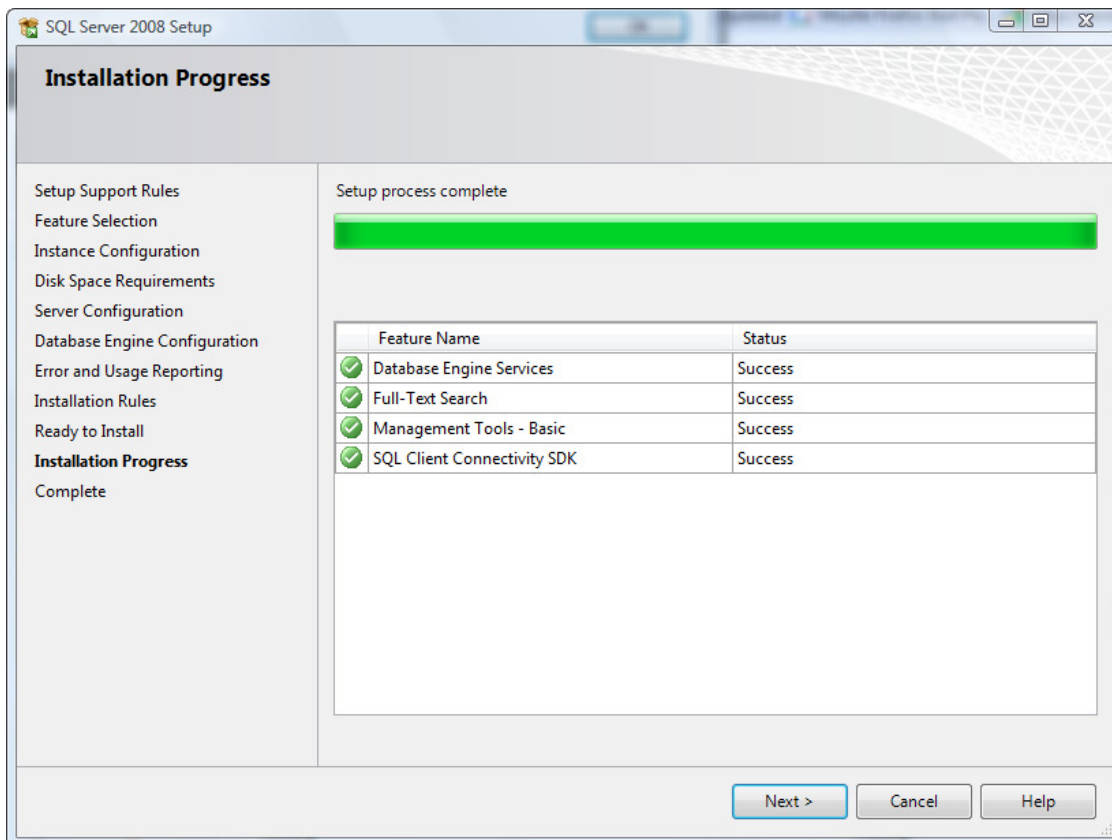 SQL Server 2008 Setup
Installation Progress
Setup Support Rules
Feature Selection
Instance Configuration
Disk Space Requirements
Server Configuration
Database Engine Configuration
Error and Usage Reporting
Installation Rules
Ready to Install
Installation Progress
Complete
Setup process complete
Feature Name Status
Database Engine Services Success
Full-Text Search Success
Management Tools - Basic Success
SQL Client Connectivity SDK Success
Next > Cancel Help